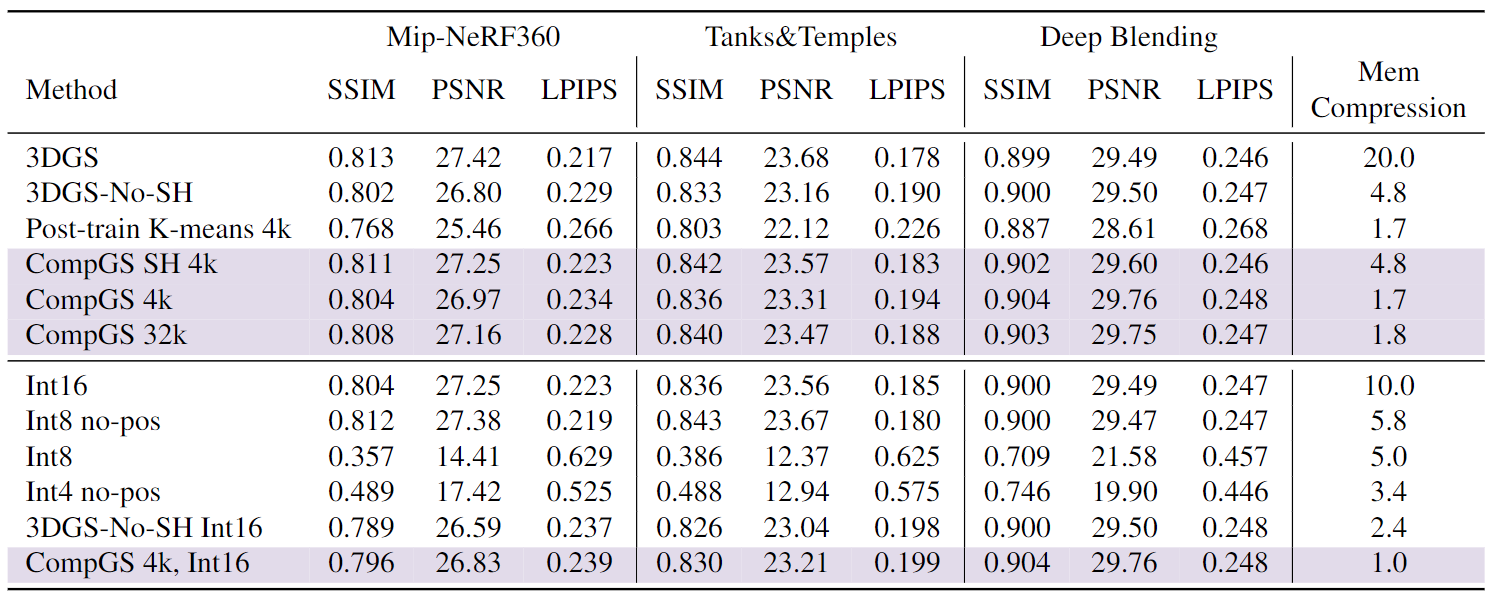 Mip-NeRF360 Tanks&Temples Deep Blending
Method SSIM PSNR LPIPS SSIM PSNR LPIPS SSIM PSNR LPIPS Mem
Compression
3DGS 0.813 27.42 0.217 0.844 23.68 0.178 0.899 29.49 0.246 20.0
3DGS-No-SH 0.802 26.80 0.229 0.833 23.16 0.190 0.900 29.50 0.247 4.8
Post-train K-means 4k 0.768 25.46 0.266 0.803 22.12 0.226 0.887 28.61 0.268 1.7
CompGS SH 4k 0.811 27.25 0.223 0.842 23.57 0.183 0.902 29.60 0.246 4.8
CompGS 4k 0.804 26.97 0.234 0.836 23.31 0.194 0.904 29.76 0.248 1.7
CompGS 32k 0.808 27.16 0.228 0.840 23.47 0.188 0.903 29.75 0.247 1.8
Int16 0.804 27.25 0.223 0.836 23.56 0.185 0.900 29.49 0.247 10.0
Int8 no-pos 0.812 27.38 0.219 0.843 23.67 0.180 0.900 29.47 0.247 5.8
Int8 0.357 14.41 0.629 0.386 12.37 0.625 0.709 21.58 0.457 5.0
Int4 no-pos 0.489 17.42 0.525 0.488 12.94 0.575 0.746 19.90 0.446 3.4
3DGS-No-SH Int16 0.789 26.59 0.237 0.826 23.04 0.198 0.900 29.50 0.248 2.4
CompGS 4k, Int16 0.796 26.83 0.239 0.830 23.21 0.199 0.904 29.76 0.248 1.0